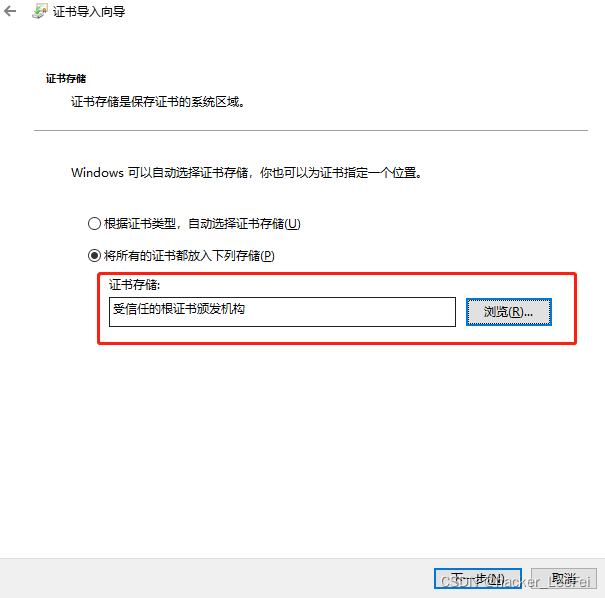 证书导入向导
证书存储
证书存储是保存证书的系统区域。
Windows 可以自动选择证书存储，你也可以为证书指定一个位置。
根据证书类型，自动选择证书存储(U)
将所有的证书都放入下列存储(P)
证书存储:
受信任的根证书颁发机构
浏览(R)...
下一步(N)
取消